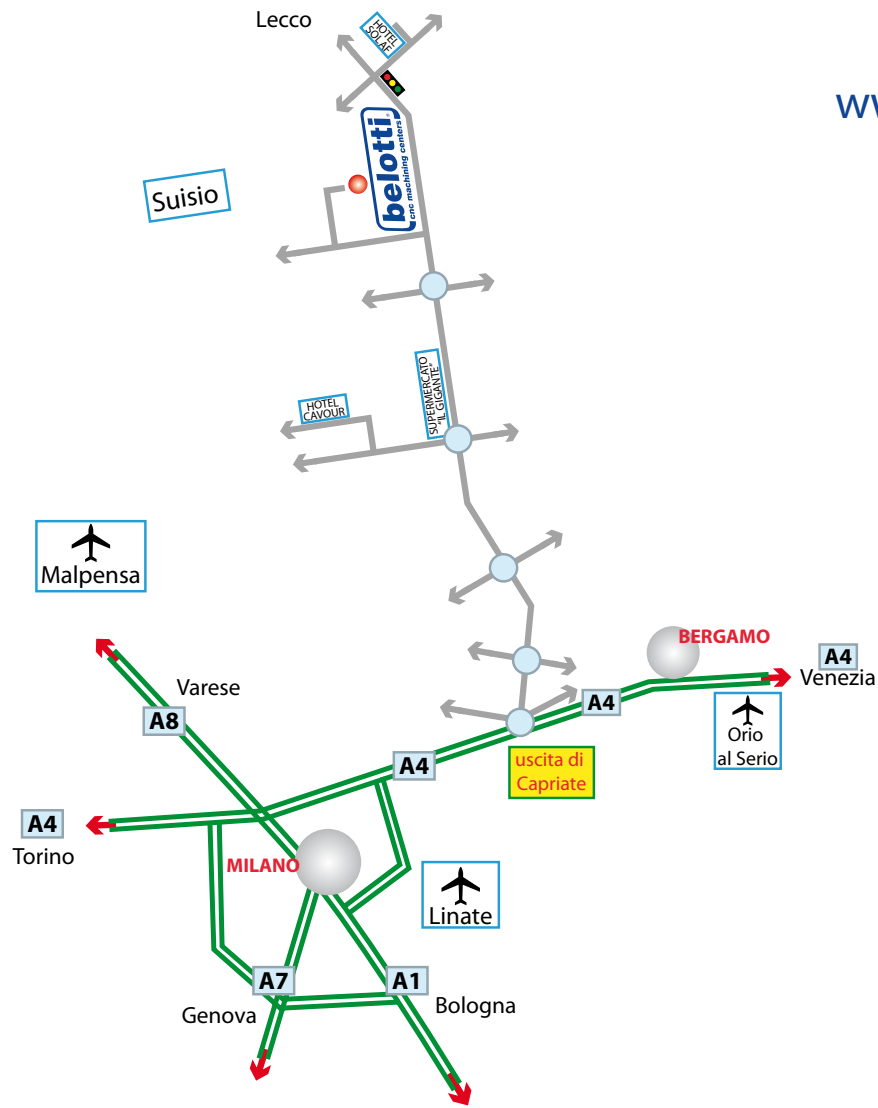 Lecco
HOTEL
SOLAF
belotti®
cnc machining centers
Suisio
SUPERMERCATO
"IL GIGANTE"
HOTEL
CAVOUR
Malpensa
BERGAMO
A4
Venezia
Varese
A8
A4
Orio
al Serio
A4
uscita di
Capriate
A4
Torino
MILANO
Linate
A7
A1
Genova
Bologna